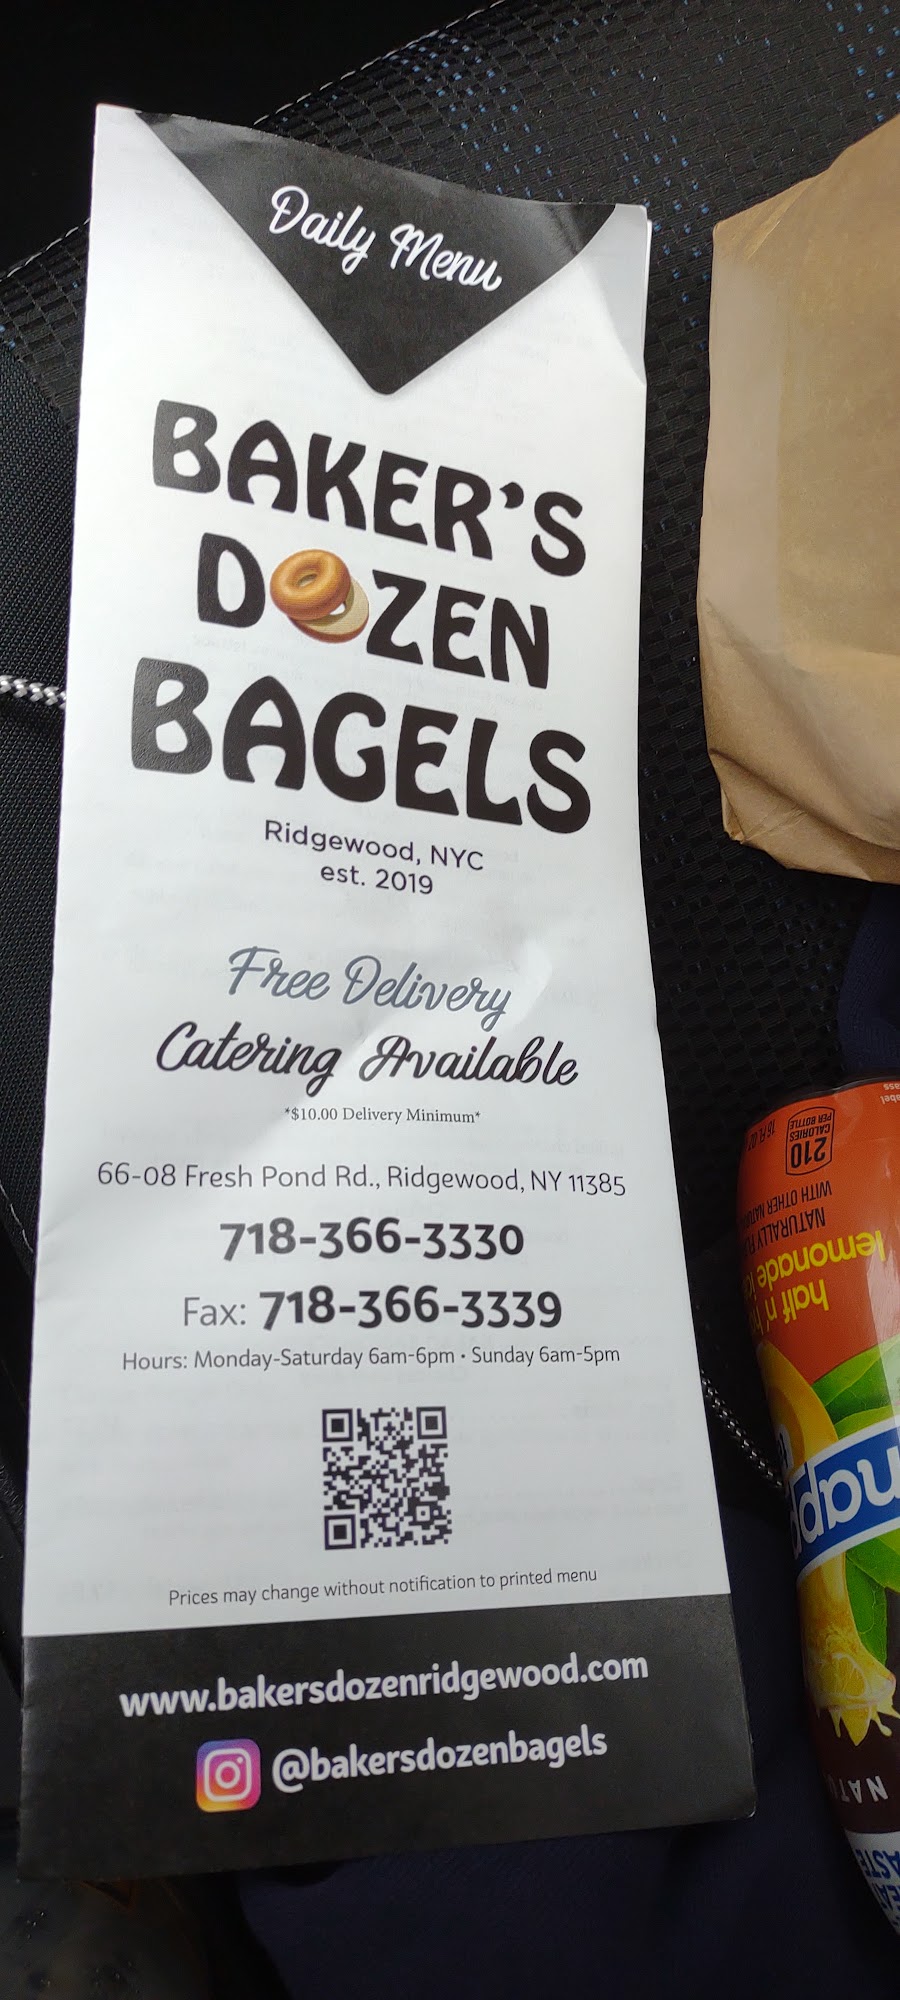 Daily Menu
BAKER'S
DOZEN
BAGELS
Ridgewood, NYC
est. 2019
Free Delivery
Catering Available
*$10.00 Delivery Minimum*
66-08 Fresh Pond Rd., Ridgewood, NY 11385
718-366-3330
Fax: 718-366-3339
Hours: Monday-Saturday 6am-6pm • Sunday 6am-5pm
Prices may change without notification to printed menu
www.bakersdozenridgewood.com
@bakersdozenbagels
210
CALORIES
PER BOTTLE
16 FL OZ
NATURALLY
WITH OTHER
half n'
lemonade